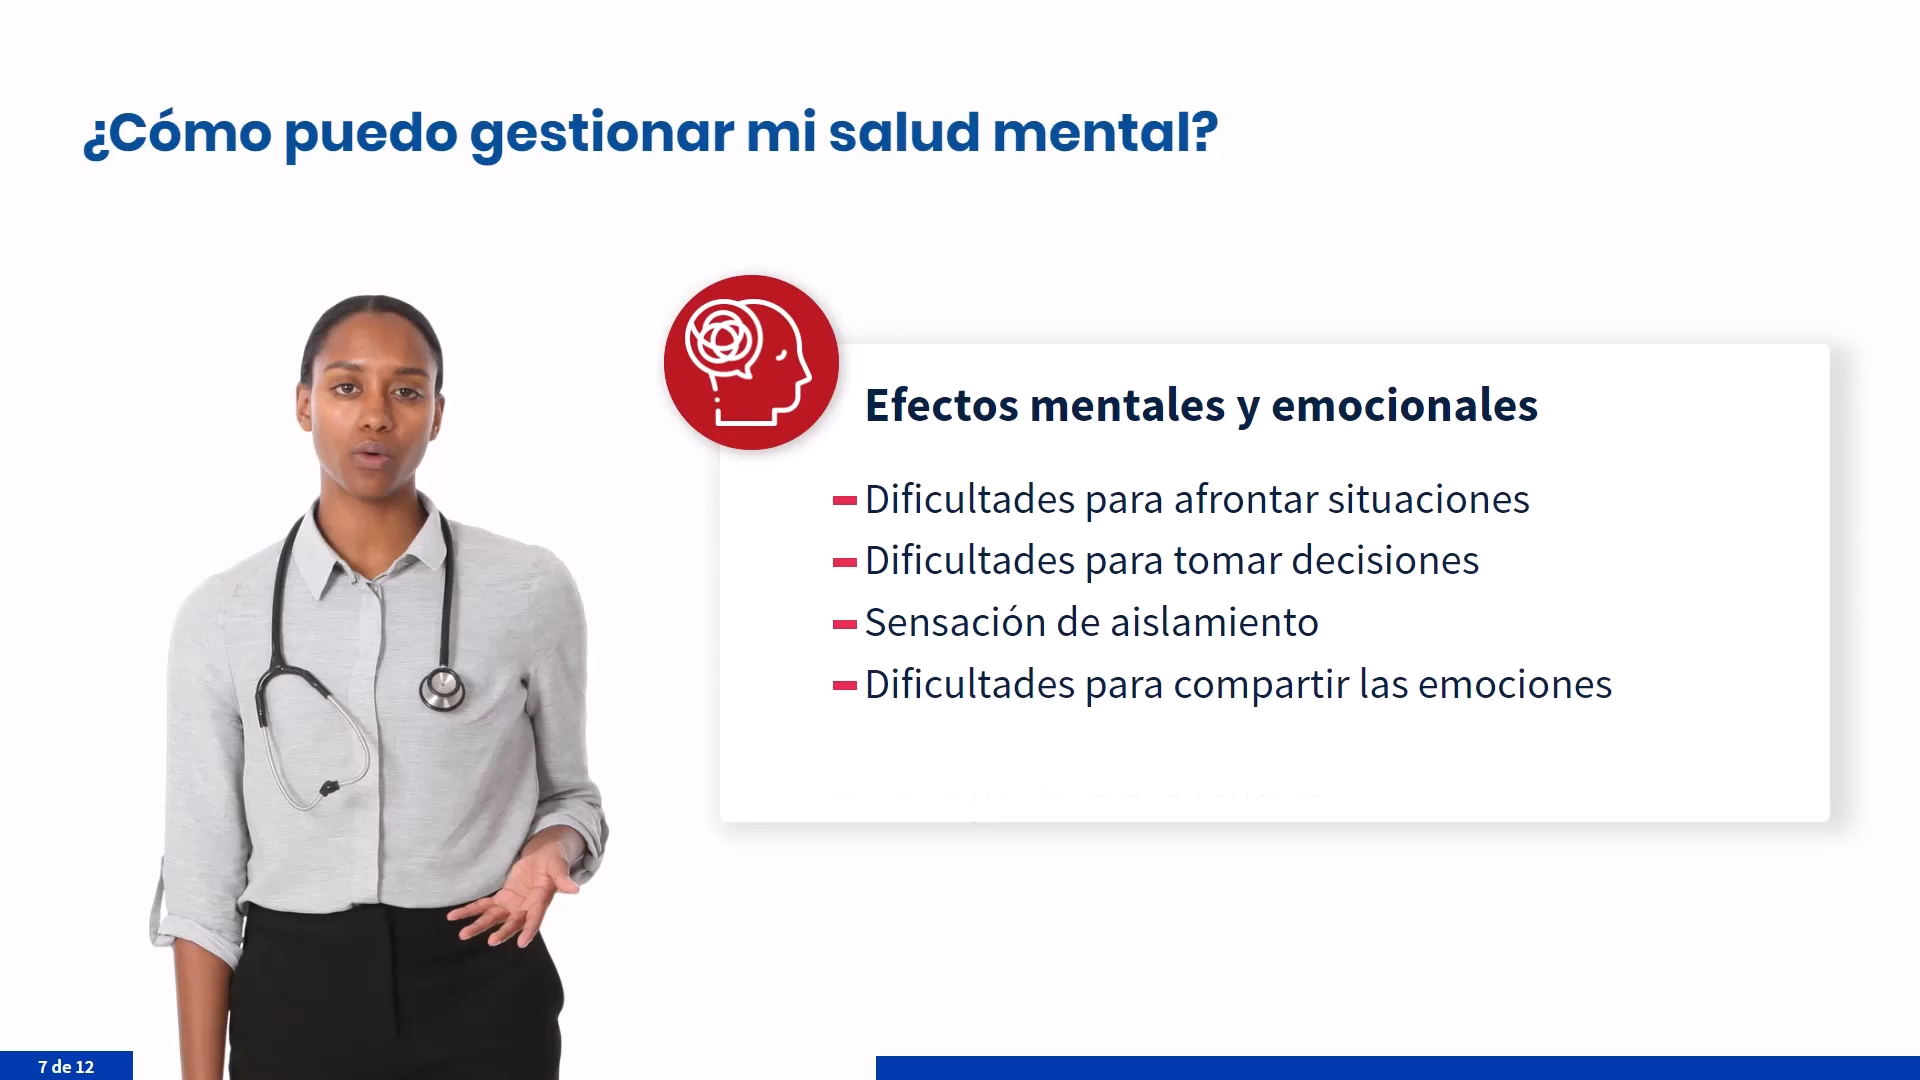 ¿Cómo puedo gestionar mi salud mental?
Efectos mentales y emocionales
Dificultades para afrontar situaciones
Dificultades para tomar decisiones
Sensación de aislamiento
Dificultades para compartir las emociones
7 de 12